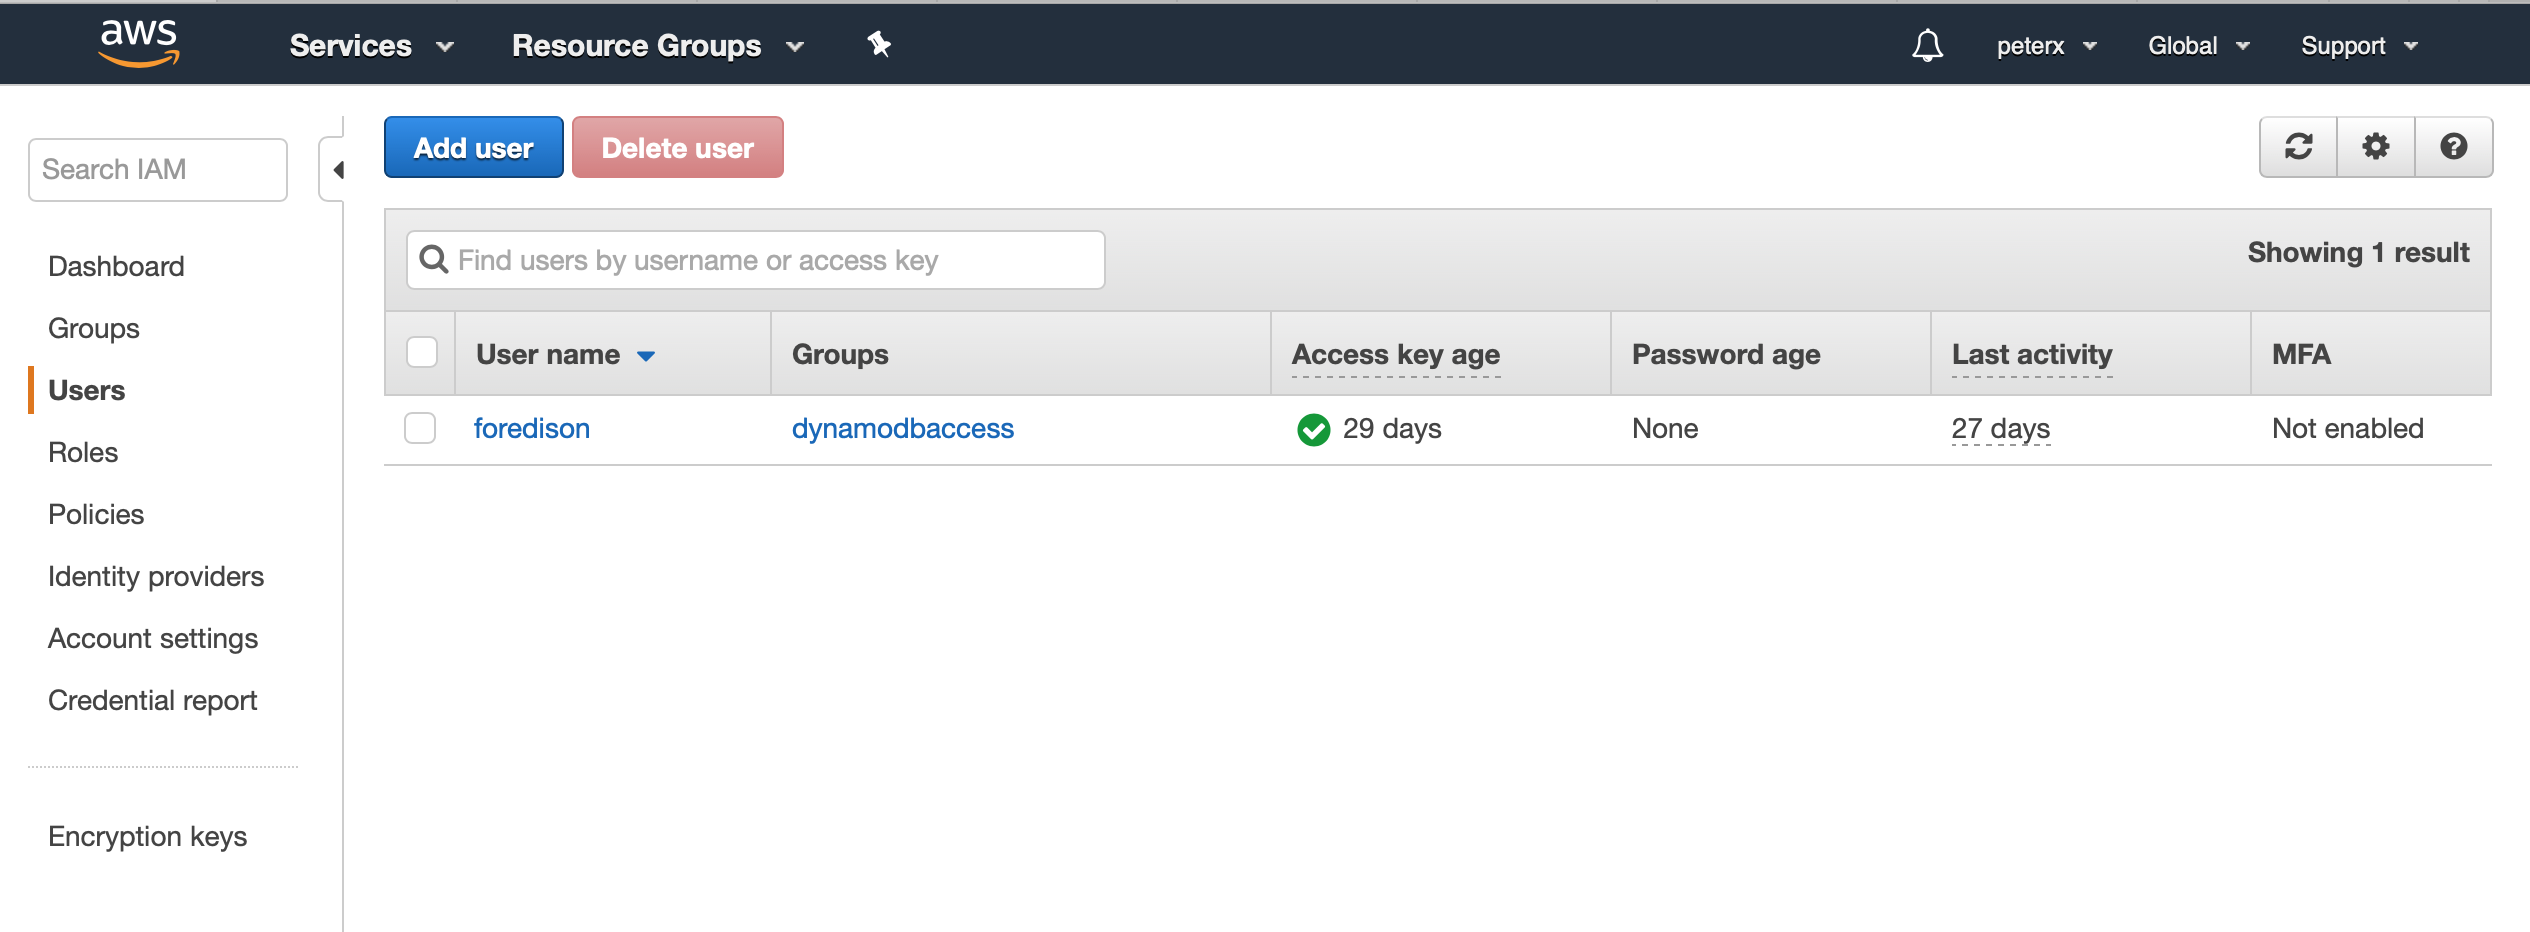 aws Services Resource Groups peterx Global Support
Search IAM
Dashboard
Groups
Users
Roles
Policies
Identity providers
Account settings
Credential report
Encryption keys
Add user Delete user
Find users by username or access key Showing 1 result
User name Groups Access key age Password age Last activity MFA
foredison dynamodbaccess 29 days None 27 days Not enabled